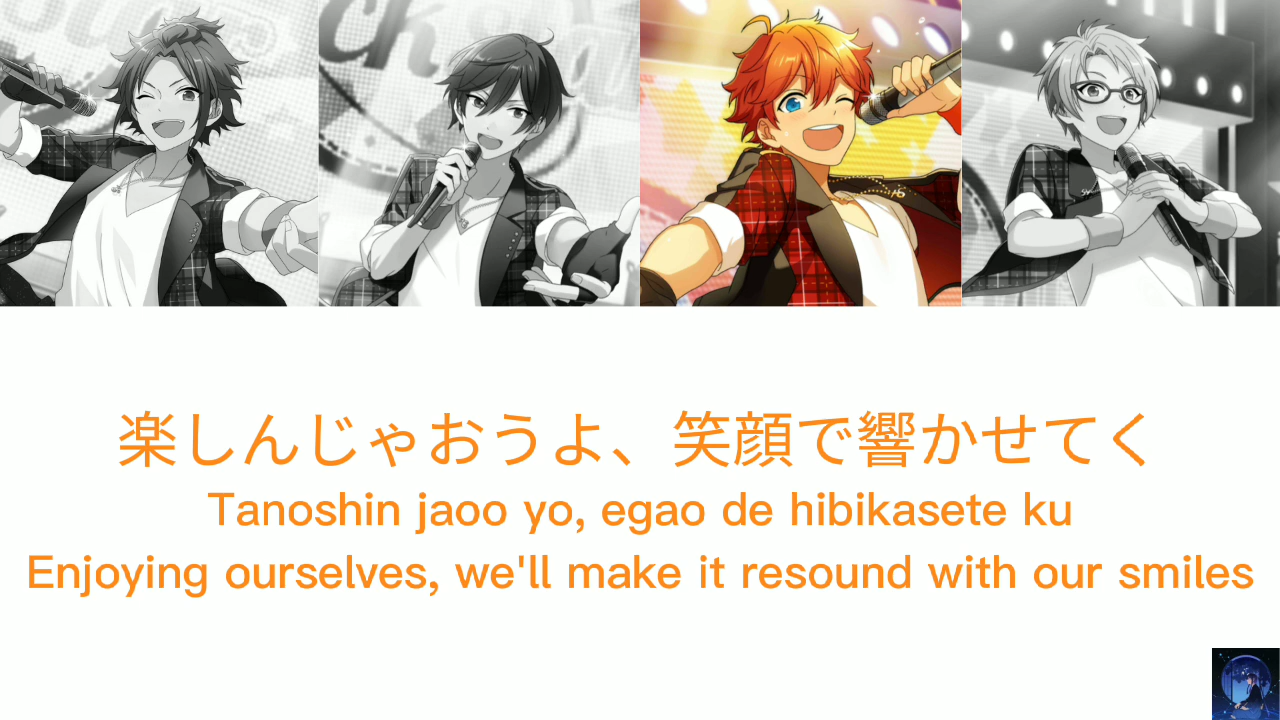 楽しんじゃおうよ、笑顔で響かせてく
Tanoshin jaoo yo, egao de hibikasete ku
Enjoying ourselves, we'll make it resound with our smiles